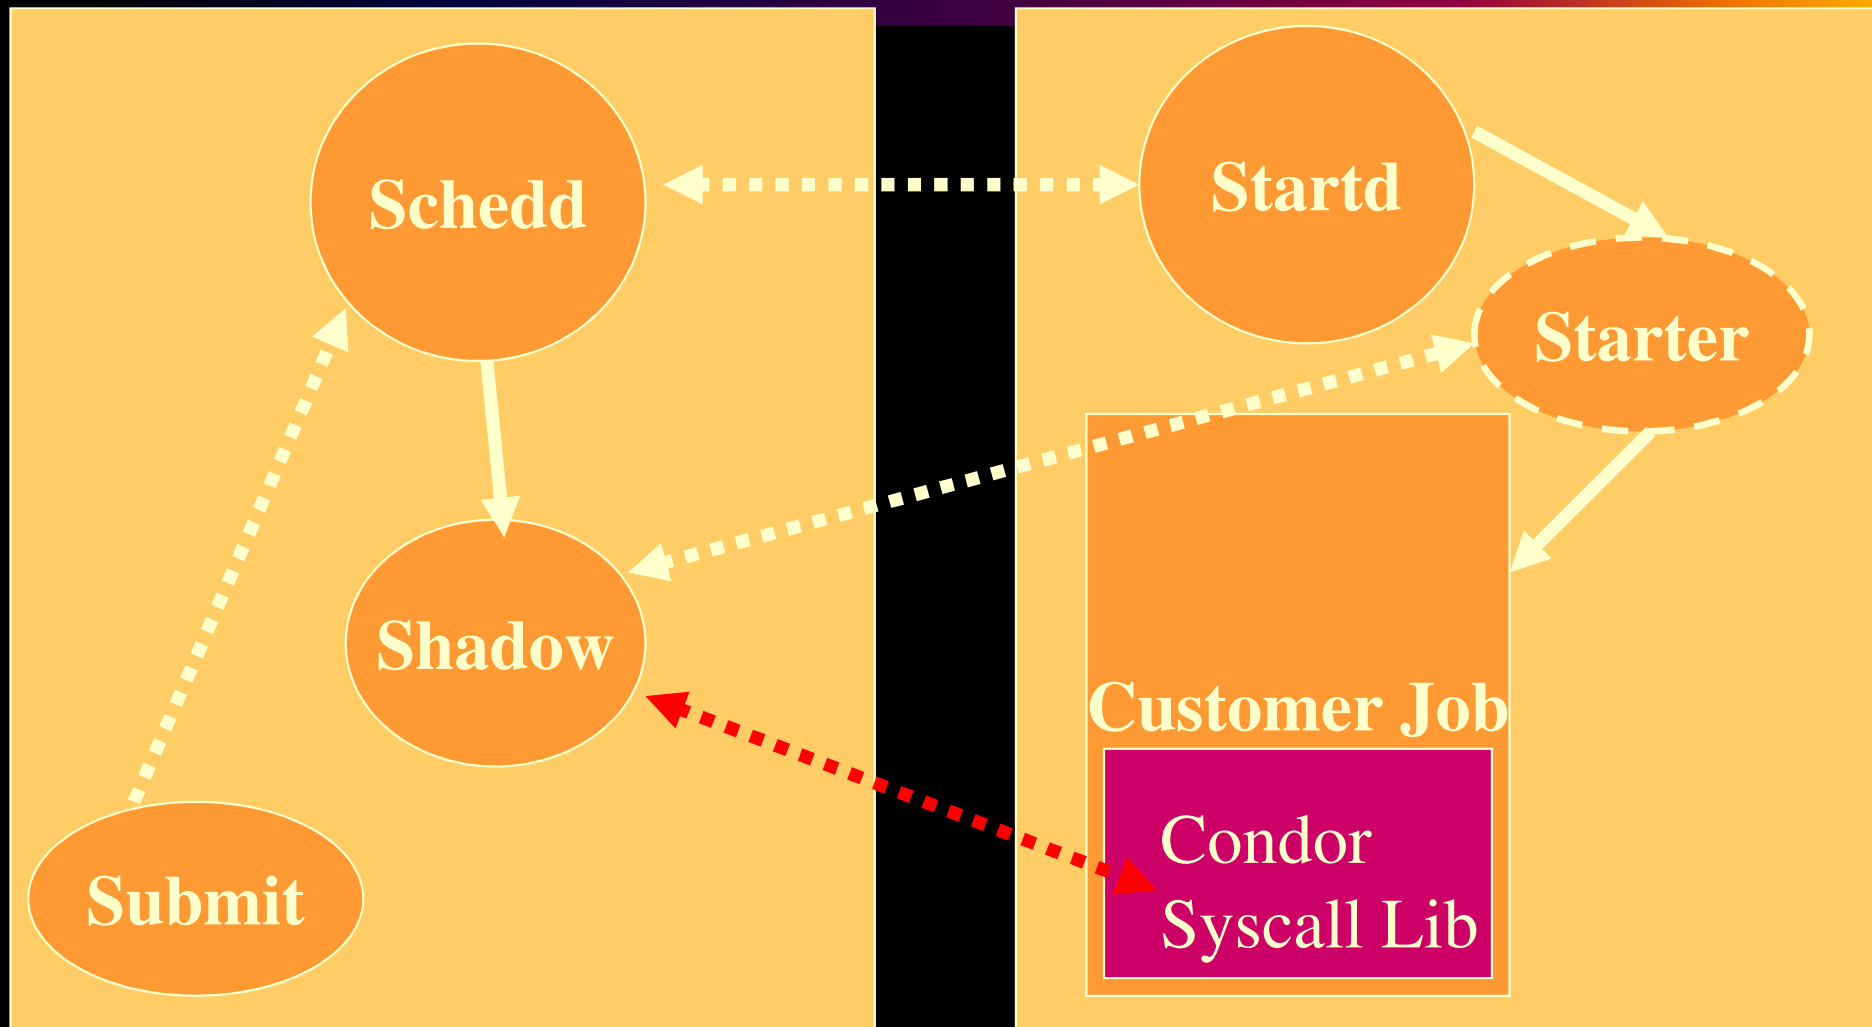 Schedd
Startd
Starter
Shadow
Customer Job
Condor
Syscall Lib
Submit